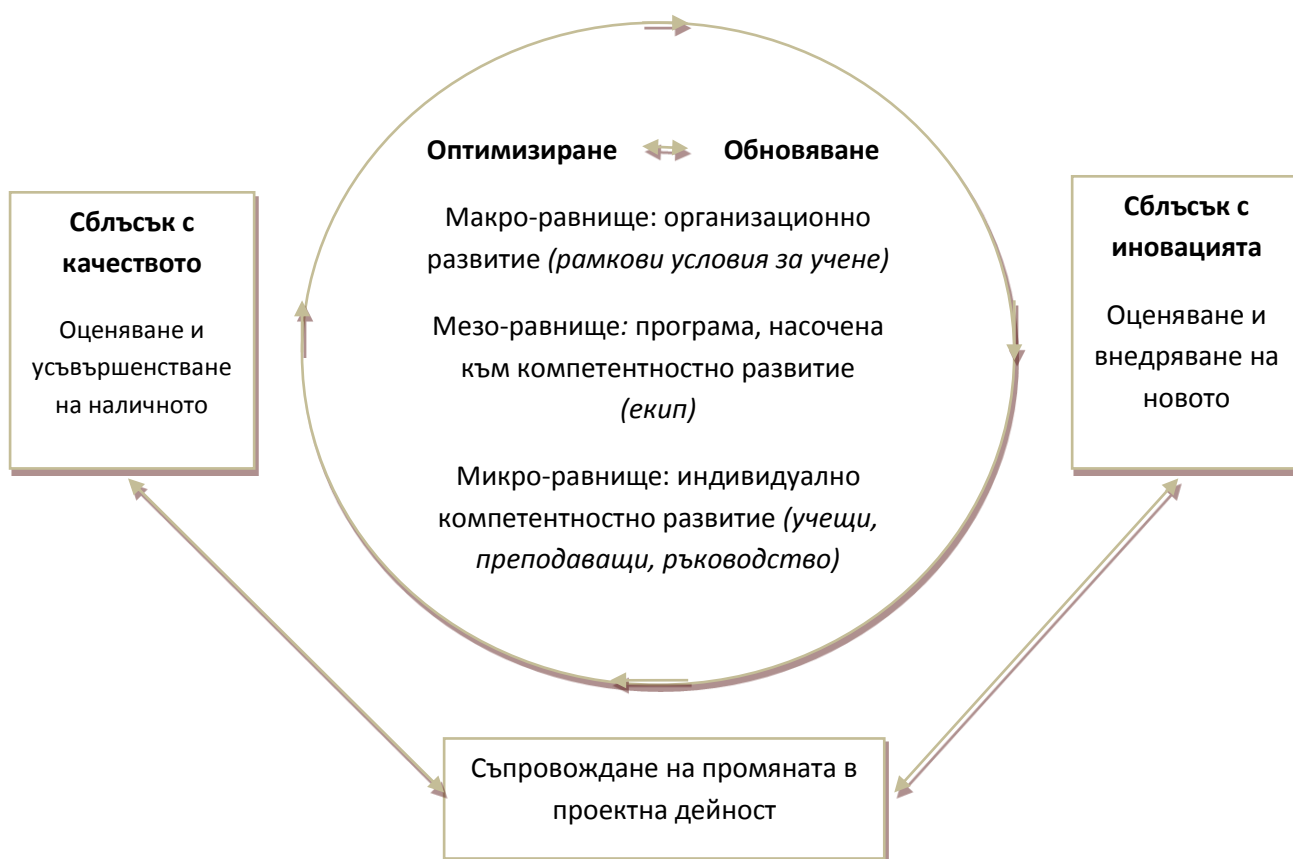 Оптимизиране Обновяване
Макро-равнище: организационно
развитие (рамкови условия за учене)
Мезо-равнище: програма, насочена
към компетентностно развитие
(екип)
Микро-равнище: индивидуално
компетентностно развитие (учещи,
преподаващи, ръководство)
Сблъсък с
качеството
Оценяване и
усъвършенстване
на наличното
Сблъсък с
иновацията
Оценяване и
внедряване на
новото
Съпровождане на промяната в
проектна дейност